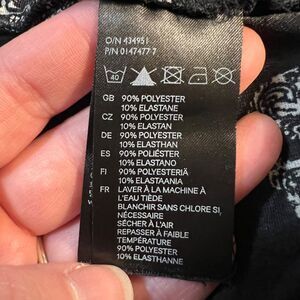 O/N 434951
P/N 0147477 7
40
GB 90% POLYESTER
10% ELASTANE
CZ 90% POLYESTER
10% ELASTAN
DE 90% POLYESTER
10% ELASTHAN
ES 90% POLIÉSTER
10% ELASTANO
FI 90% POLYESTERIÄ
10% ELASTAANIA
FR LAVER À LA MACHINE À
L'EAU TIÈDE
BLANCHIR SANS CHLORE SI
NÉCESSAIRE
SÉCHER À L'AIR
REPASSER À FAIBLE
TEMPÉRATURE
90% POLYESTER
10% ELASTHANNE